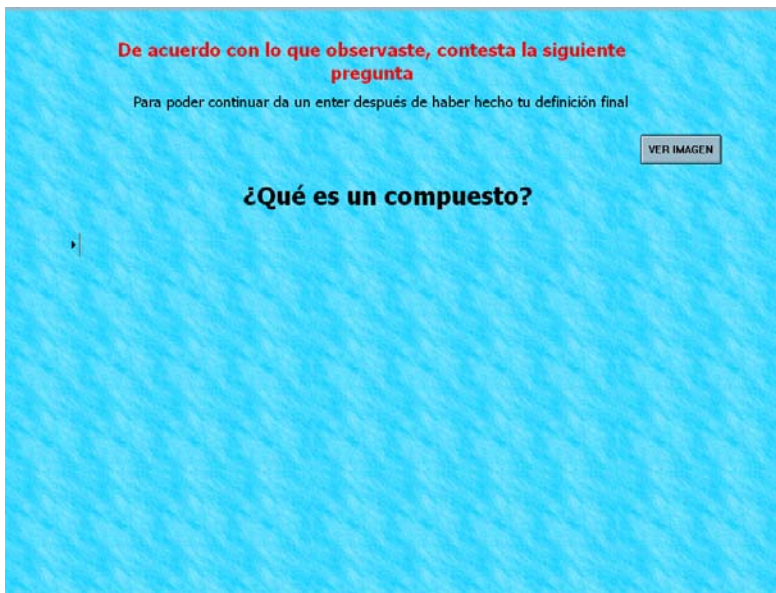 De acuerdo con lo que observaste, contesta la siguiente
pregunta
Para poder continuar da un enter después de haber hecho tu definición final
VER IMAGEN
¿Qué es un compuesto?